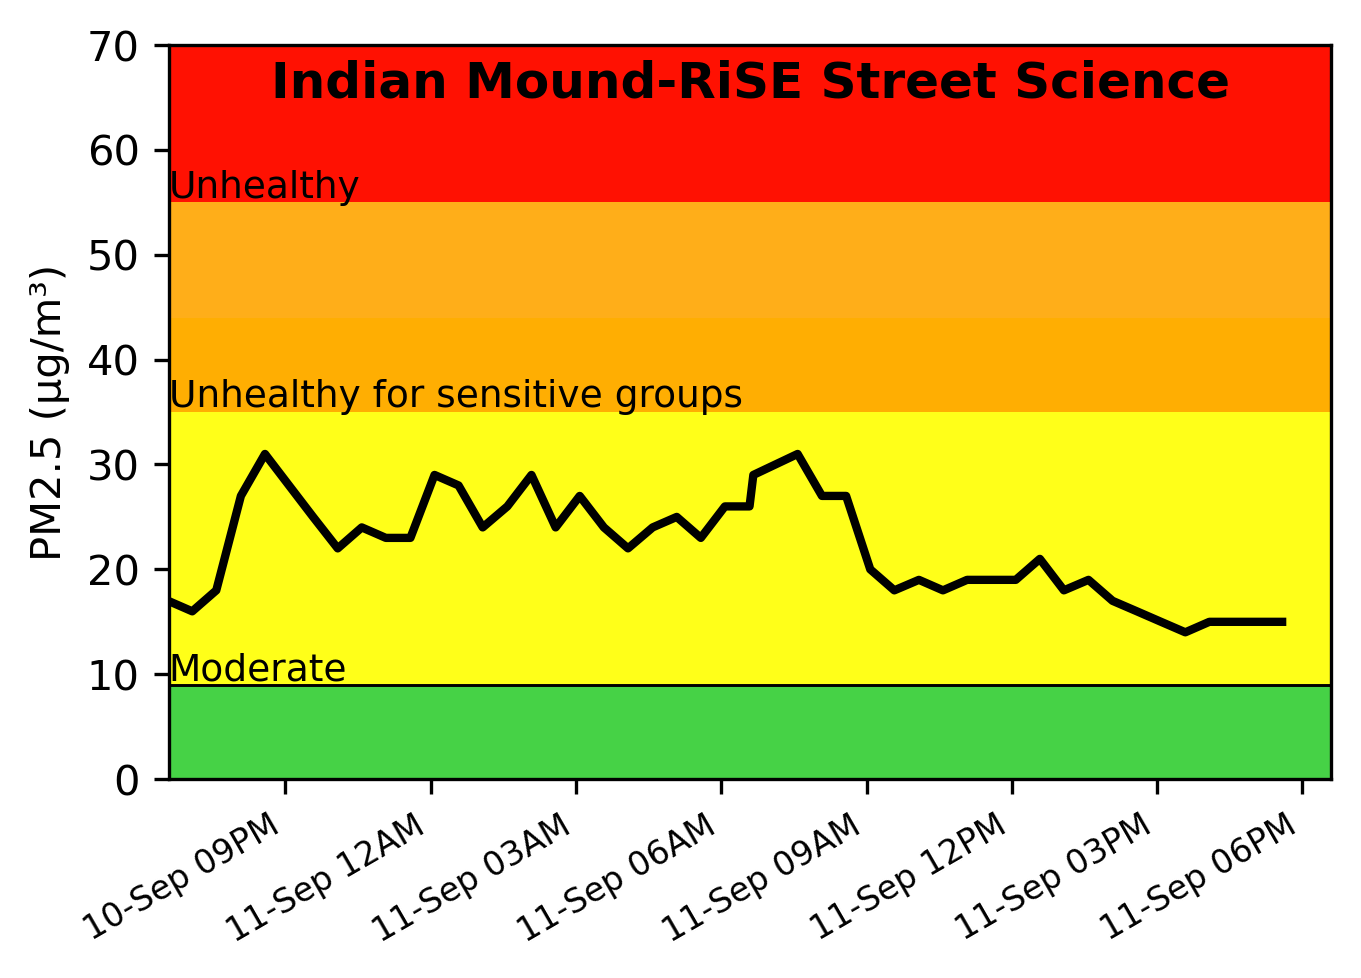 Indian Mound-RiSE Street Science
70
60
50
40
30
20
10
0
PM2.5 (µg/m³)
Unhealthy
Unhealthy for sensitive groups
Moderate
10-Sep 09PM
11-Sep 12AM
11-Sep 03AM
11-Sep 06AM
11-Sep 09AM
11-Sep 12PM
11-Sep 03PM
11-Sep 06PM